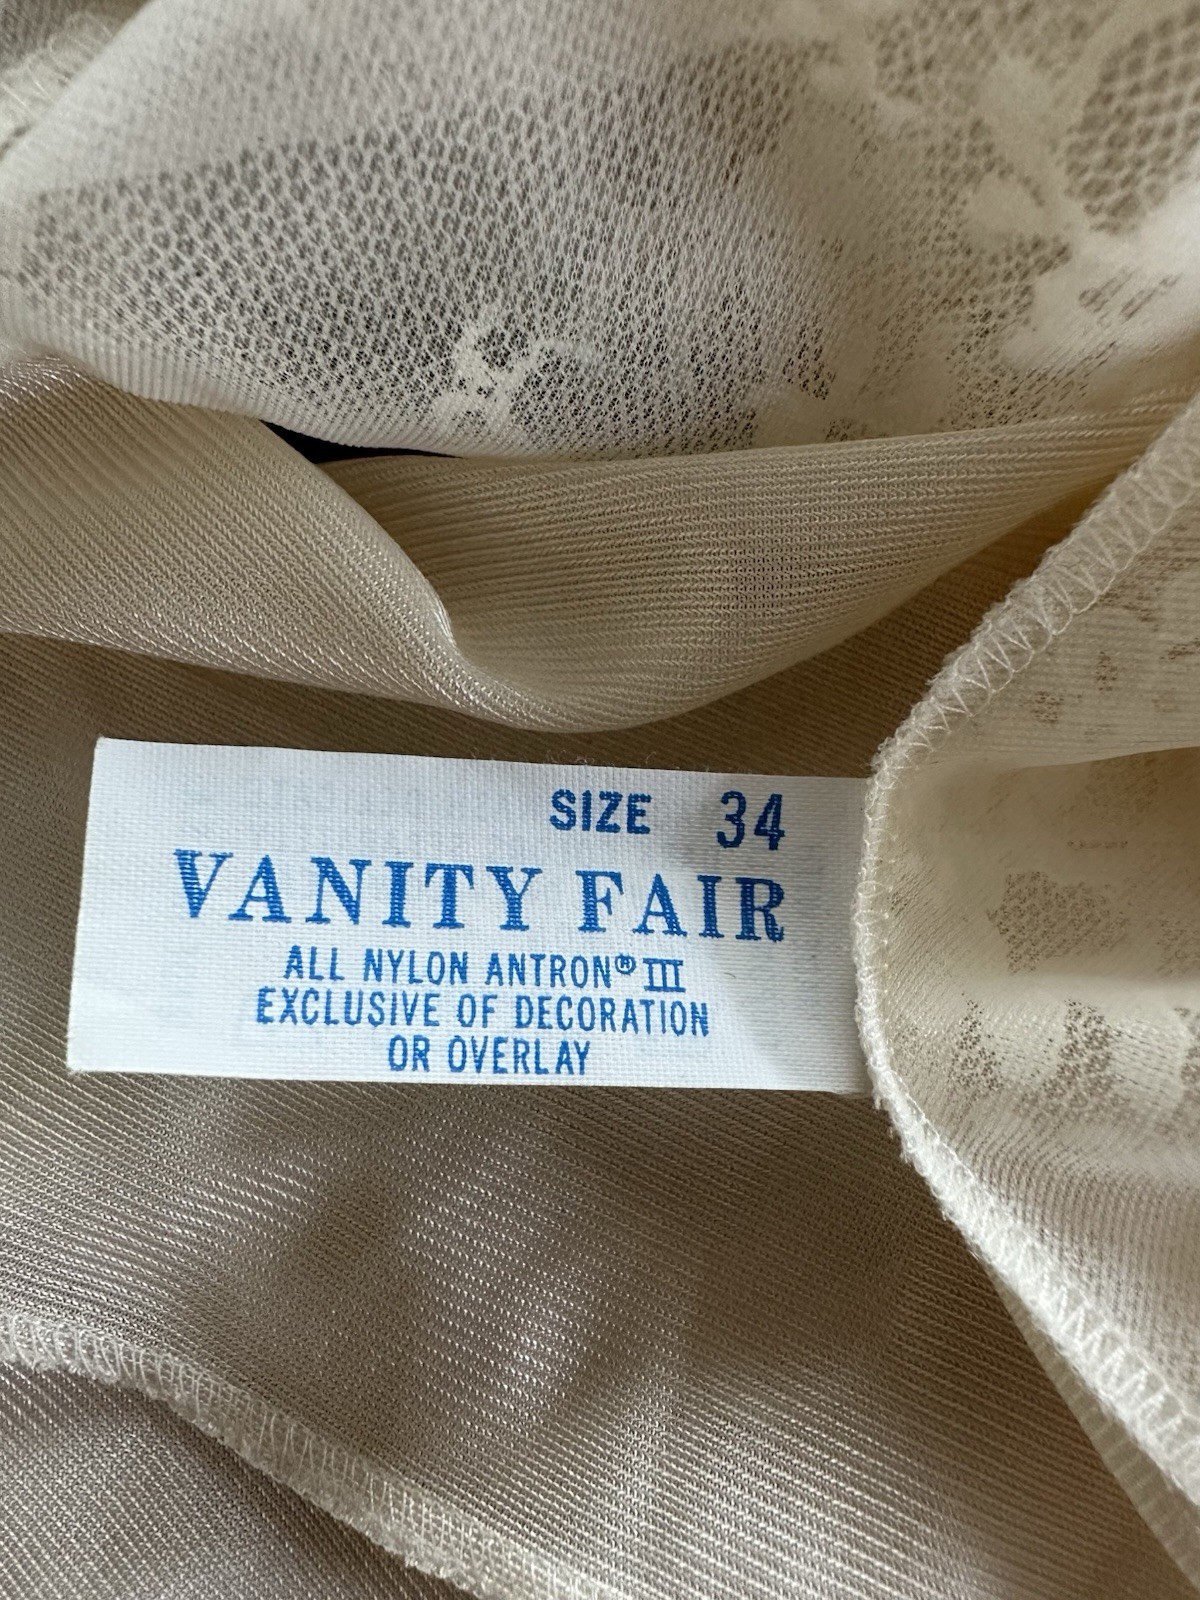 SIZE 34
VANITY FAIR
ALL NYLON ANTRON® III
EXCLUSIVE OF DECORATION
OR OVERLAY